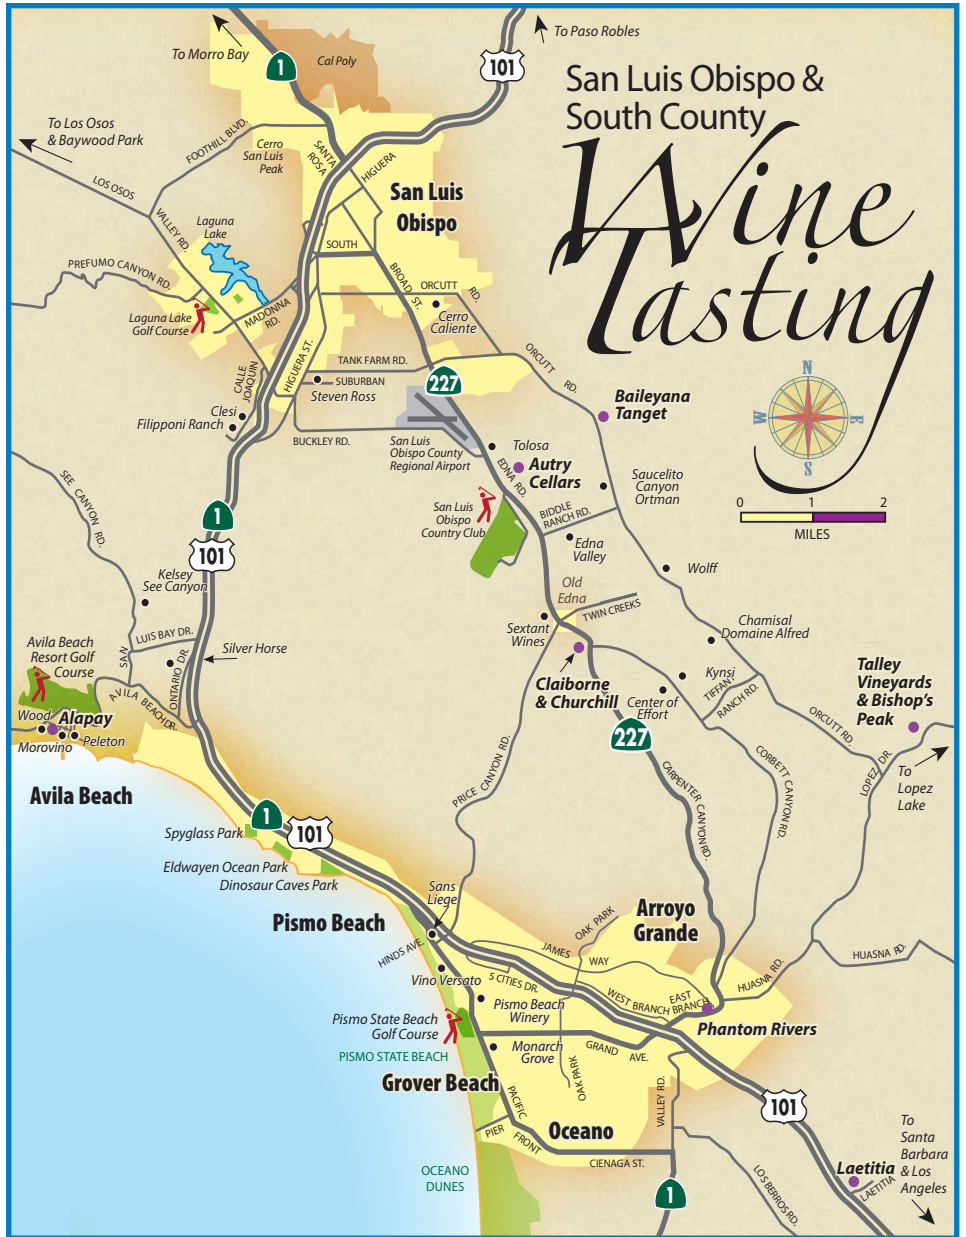 To Morro Bay
1
Cal Poly
101
To Paso Robles
San Luis Obispo &
South County
Wine
Tasting
To Los Osos
& Baywood Park
FOOTHILL BLVD.
Cerro
San Luis
Peak
SANTA
ROSA
HIGUERA
LOS OSOS
VALLEY RD.
San Luis
Obispo
Laguna
Lake
SOUTH
PREFUMO CANYON RD.
BROAD ST.
ORCUTT
RD.
Laguna Lake
Golf Course
MADONNA
RD.
Cerro
Caliente
HIGUERA ST.
CALLE
JOAQUIN
TANK FARM RD.
SUBURBAN
Steven Ross
227
ORCUTT
RD.
N
W
E
S
Baileyana
Tanget
Clesi
Filipponi Ranch
BUCKLEY RD.
San Luis
Obispo County
Regional Airport
Tolosa
Autry
Cellars
EDNA RD.
Saucelito
Canyon
Ortman
0
1
2
MILES
SEE CANYON RD.
1
101
San Luis
Obispo
Country Club
BIDDLE
RANCH RD.
Edna
Valley
Wolff
Kelsey
See Canyon
Old
Edna
TWIN CREEKS
Sextant
Wines
Chamisal
Domaine Alfred
SAN
LUIS BAY DR.
Silver Horse
Avila Beach
Resort Golf
Course
ONTARIO DR.
AVILA BEACH DR.
Claiborne
& Churchill
Center of
Effort
Kynsi
TIFFANY
RANCH RD.
Talley
Vineyards
& Bishop's
Peak
Wood
Alapay
Morovino
Peleton
227
ORCUTT RD.
LOPEZ DR.
To
Lopez
Lake
Avila Beach
PRICE CANYON RD.
CARPENTER CANYON RD.
CORBETT CANYON RD.
1
101
Spyglass Park
Eldwayen Ocean Park
Dinosaur Caves Park
Sans
Liege
Pismo Beach
Arroyo
Grande
OAK PARK
HINDS AVE.
JAMES
WAY
HUASNA RD.
HUASNA RD.
Vino Versato
5 CITIES DR.
WEST BRANCH
EAST
BRANCH
Pismo Beach
Winery
Phantom Rivers
Pismo State Beach
Golf Course
PISMO STATE BEACH
Monarch
Grove
GRAND
AVE.
OAK PARK
Grover Beach
PACIFIC
VALLEY RD.
101
PIER
FRONT
Oceano
CIENAGA ST.
OCEANO
DUNES
1
LOS BERROS RD.
Laetitia
LAETITIA
To
Santa
Barbara
& Los
Angeles